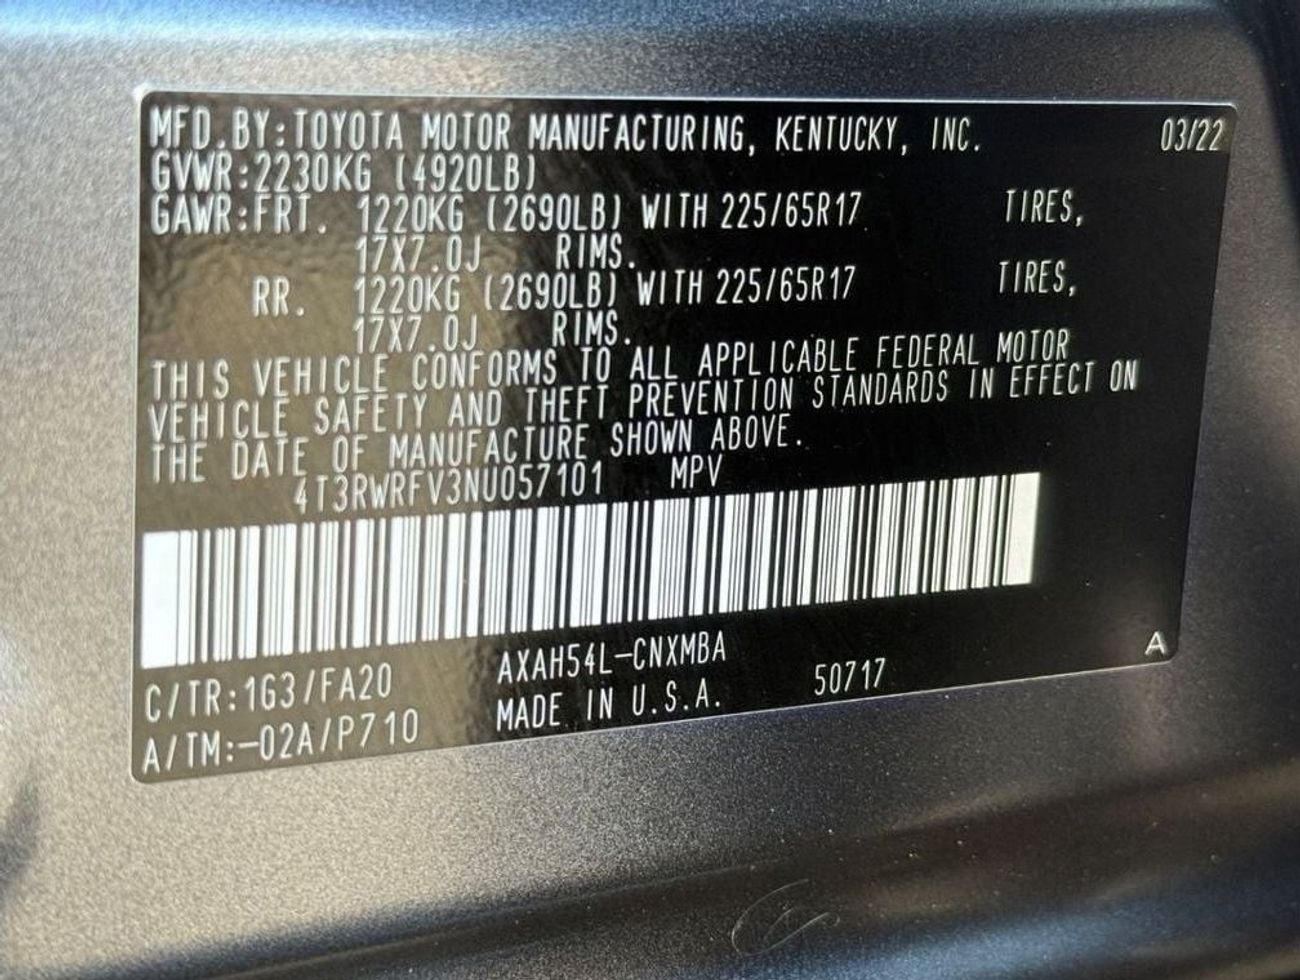 MFD.BY:TOYOTA MOTOR MANUFACTURING, KENTUCKY, INC. 03/22
GVWR:2230KG (4920LB)
GAWR:FRT. 1220KG (2690LB) WITH 225/65R17 TIRES,
17X7.0J RIMS.
RR. 1220KG (2690LB) WITH 225/65R17 TIRES,
17X7.0J RIMS.
THIS VEHICLE CONFORMS TO ALL APPLICABLE FEDERAL MOTOR
VEHICLE SAFETY AND THEFT PREVENTION STANDARDS IN EFFECT ON
THE DATE OF MANUFACTURE SHOWN ABOVE.
4T3RWRFV3NU057101 MPV
C/TR:1G3/FA20 AXAH54L-CNXMBA
A/TM:-02A/P710 MADE IN U.S.A. 50717 A